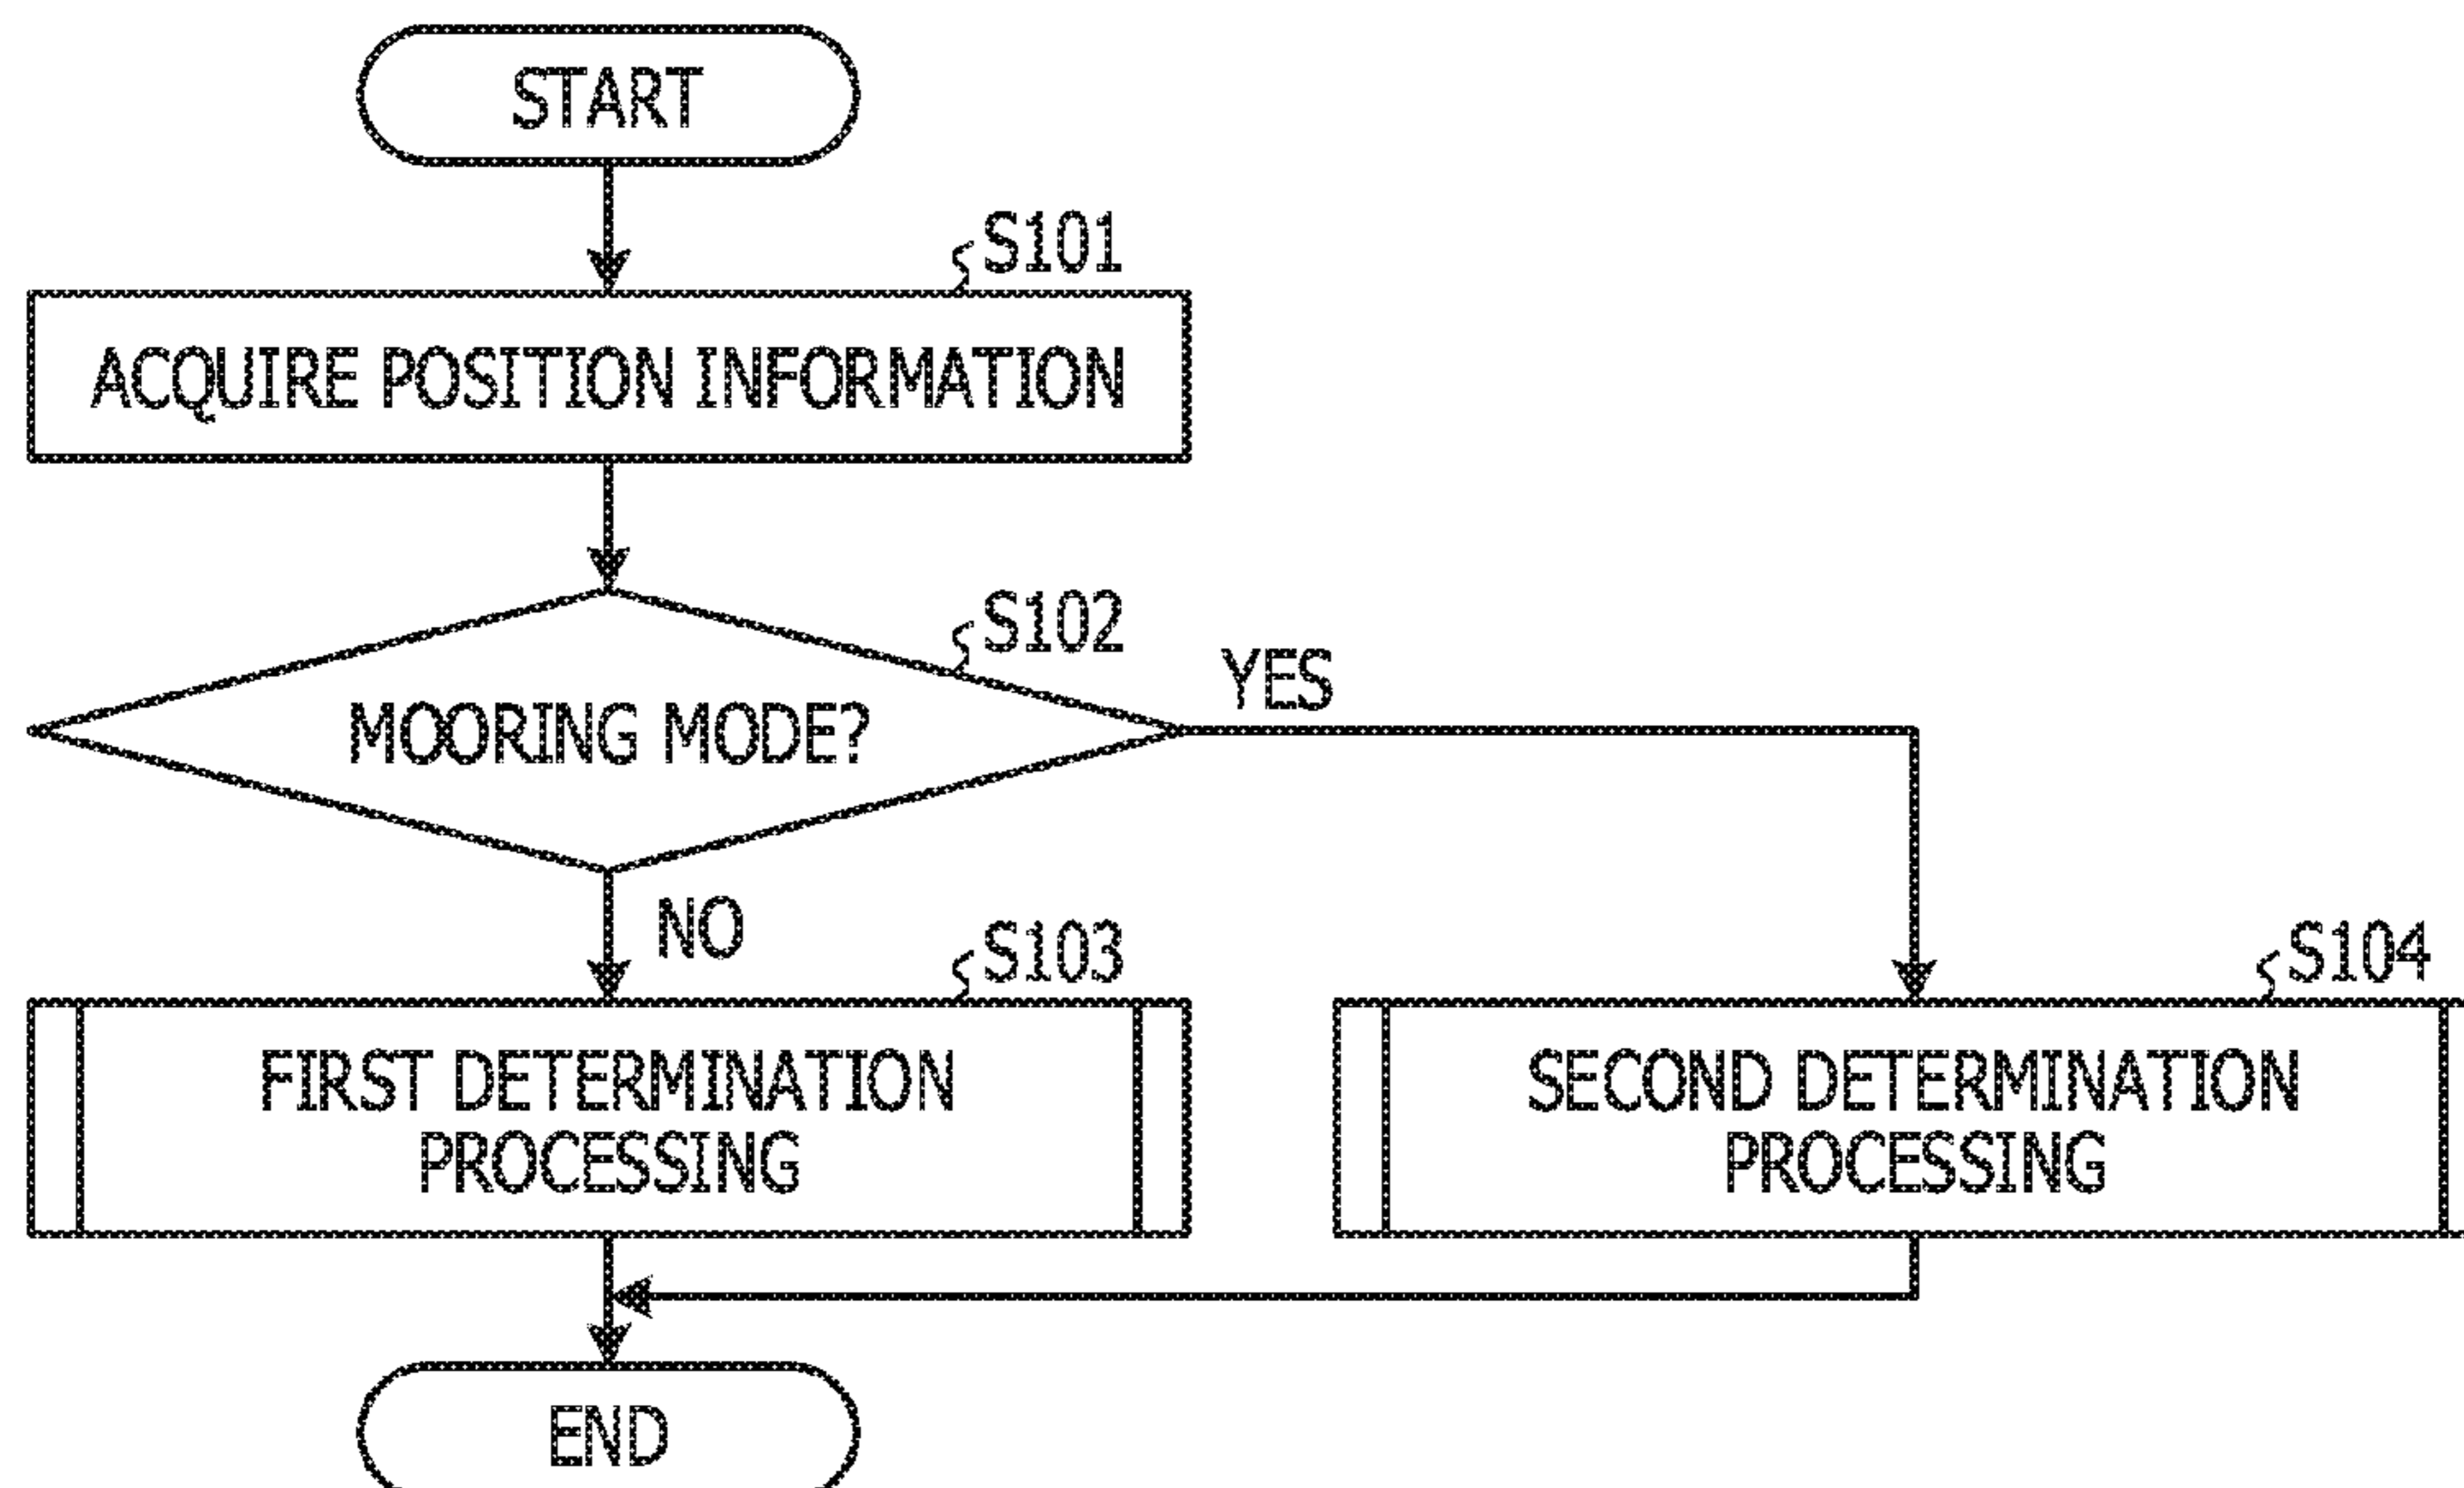 START
S101
ACQUIRE POSITION INFORMATION
S102
MOORING MODE?
YES
NO
S103
FIRST DETERMINATION
PROCESSING
S104
SECOND DETERMINATION
PROCESSING
END